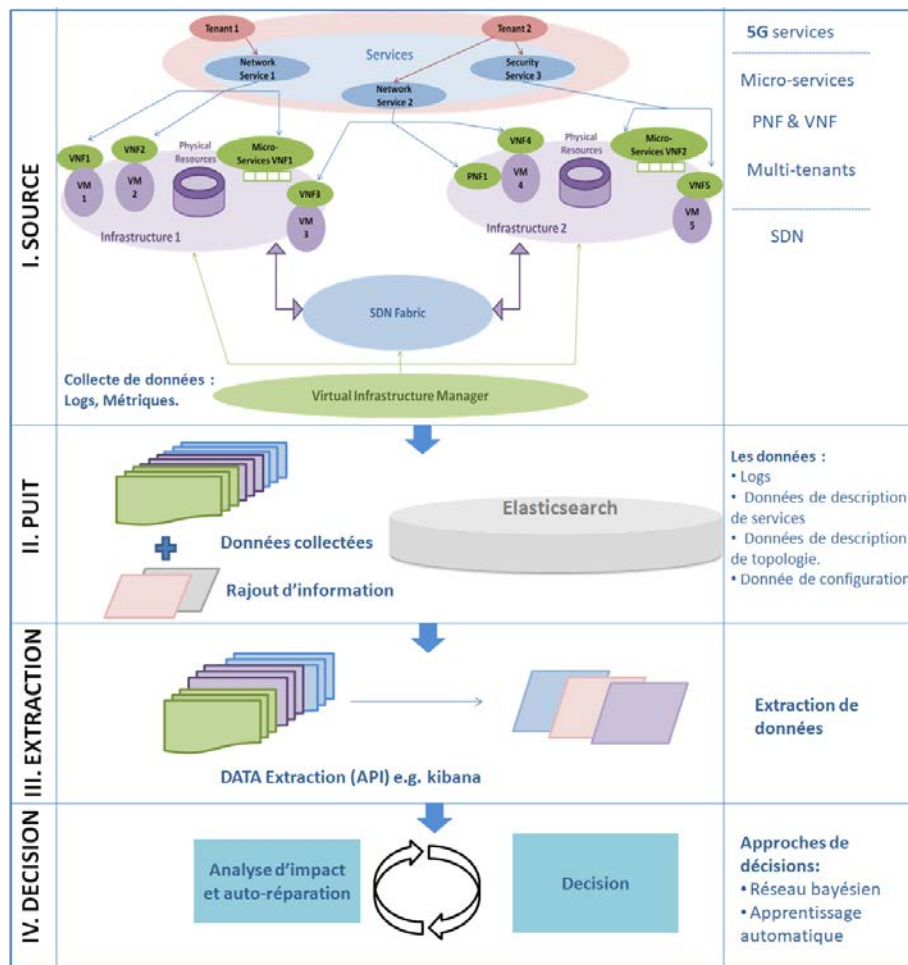 Tenant 1
Tenant 2
Services
Network
Service 1
Security
Service 3
Network
Service 2
VNF1
VNF2
Physical
Resources
Micro-
Services VNF1
VNF3
VM
1
VM
2
VM
3
Infrastructure 1
VNF4
PNF1
VM
4
Physical
Resources
Micro-
Services VNF2
VNF5
VM
5
Infrastructure 2
SDN Fabric
Virtual Infrastructure Manager
Collecte de données :
Logs, Métriques.
I. SOURCE
5G services
Micro-services
PNF & VNF
Multi-tenants
SDN
II. PUIT
Données collectées
Rajout d'information
Elasticsearch
Les données :
• Logs
• Données de description
de services
• Données de description
de topologie.
• Donnée de configuration
III. EXTRACTION
DATA Extraction (API) e.g. kibana
Extraction de
données
IV. DECISION
Analyse d'impact
et auto-réparation
Decision
Approches de
décisions:
• Réseau bayésien
• Apprentissage
automatique